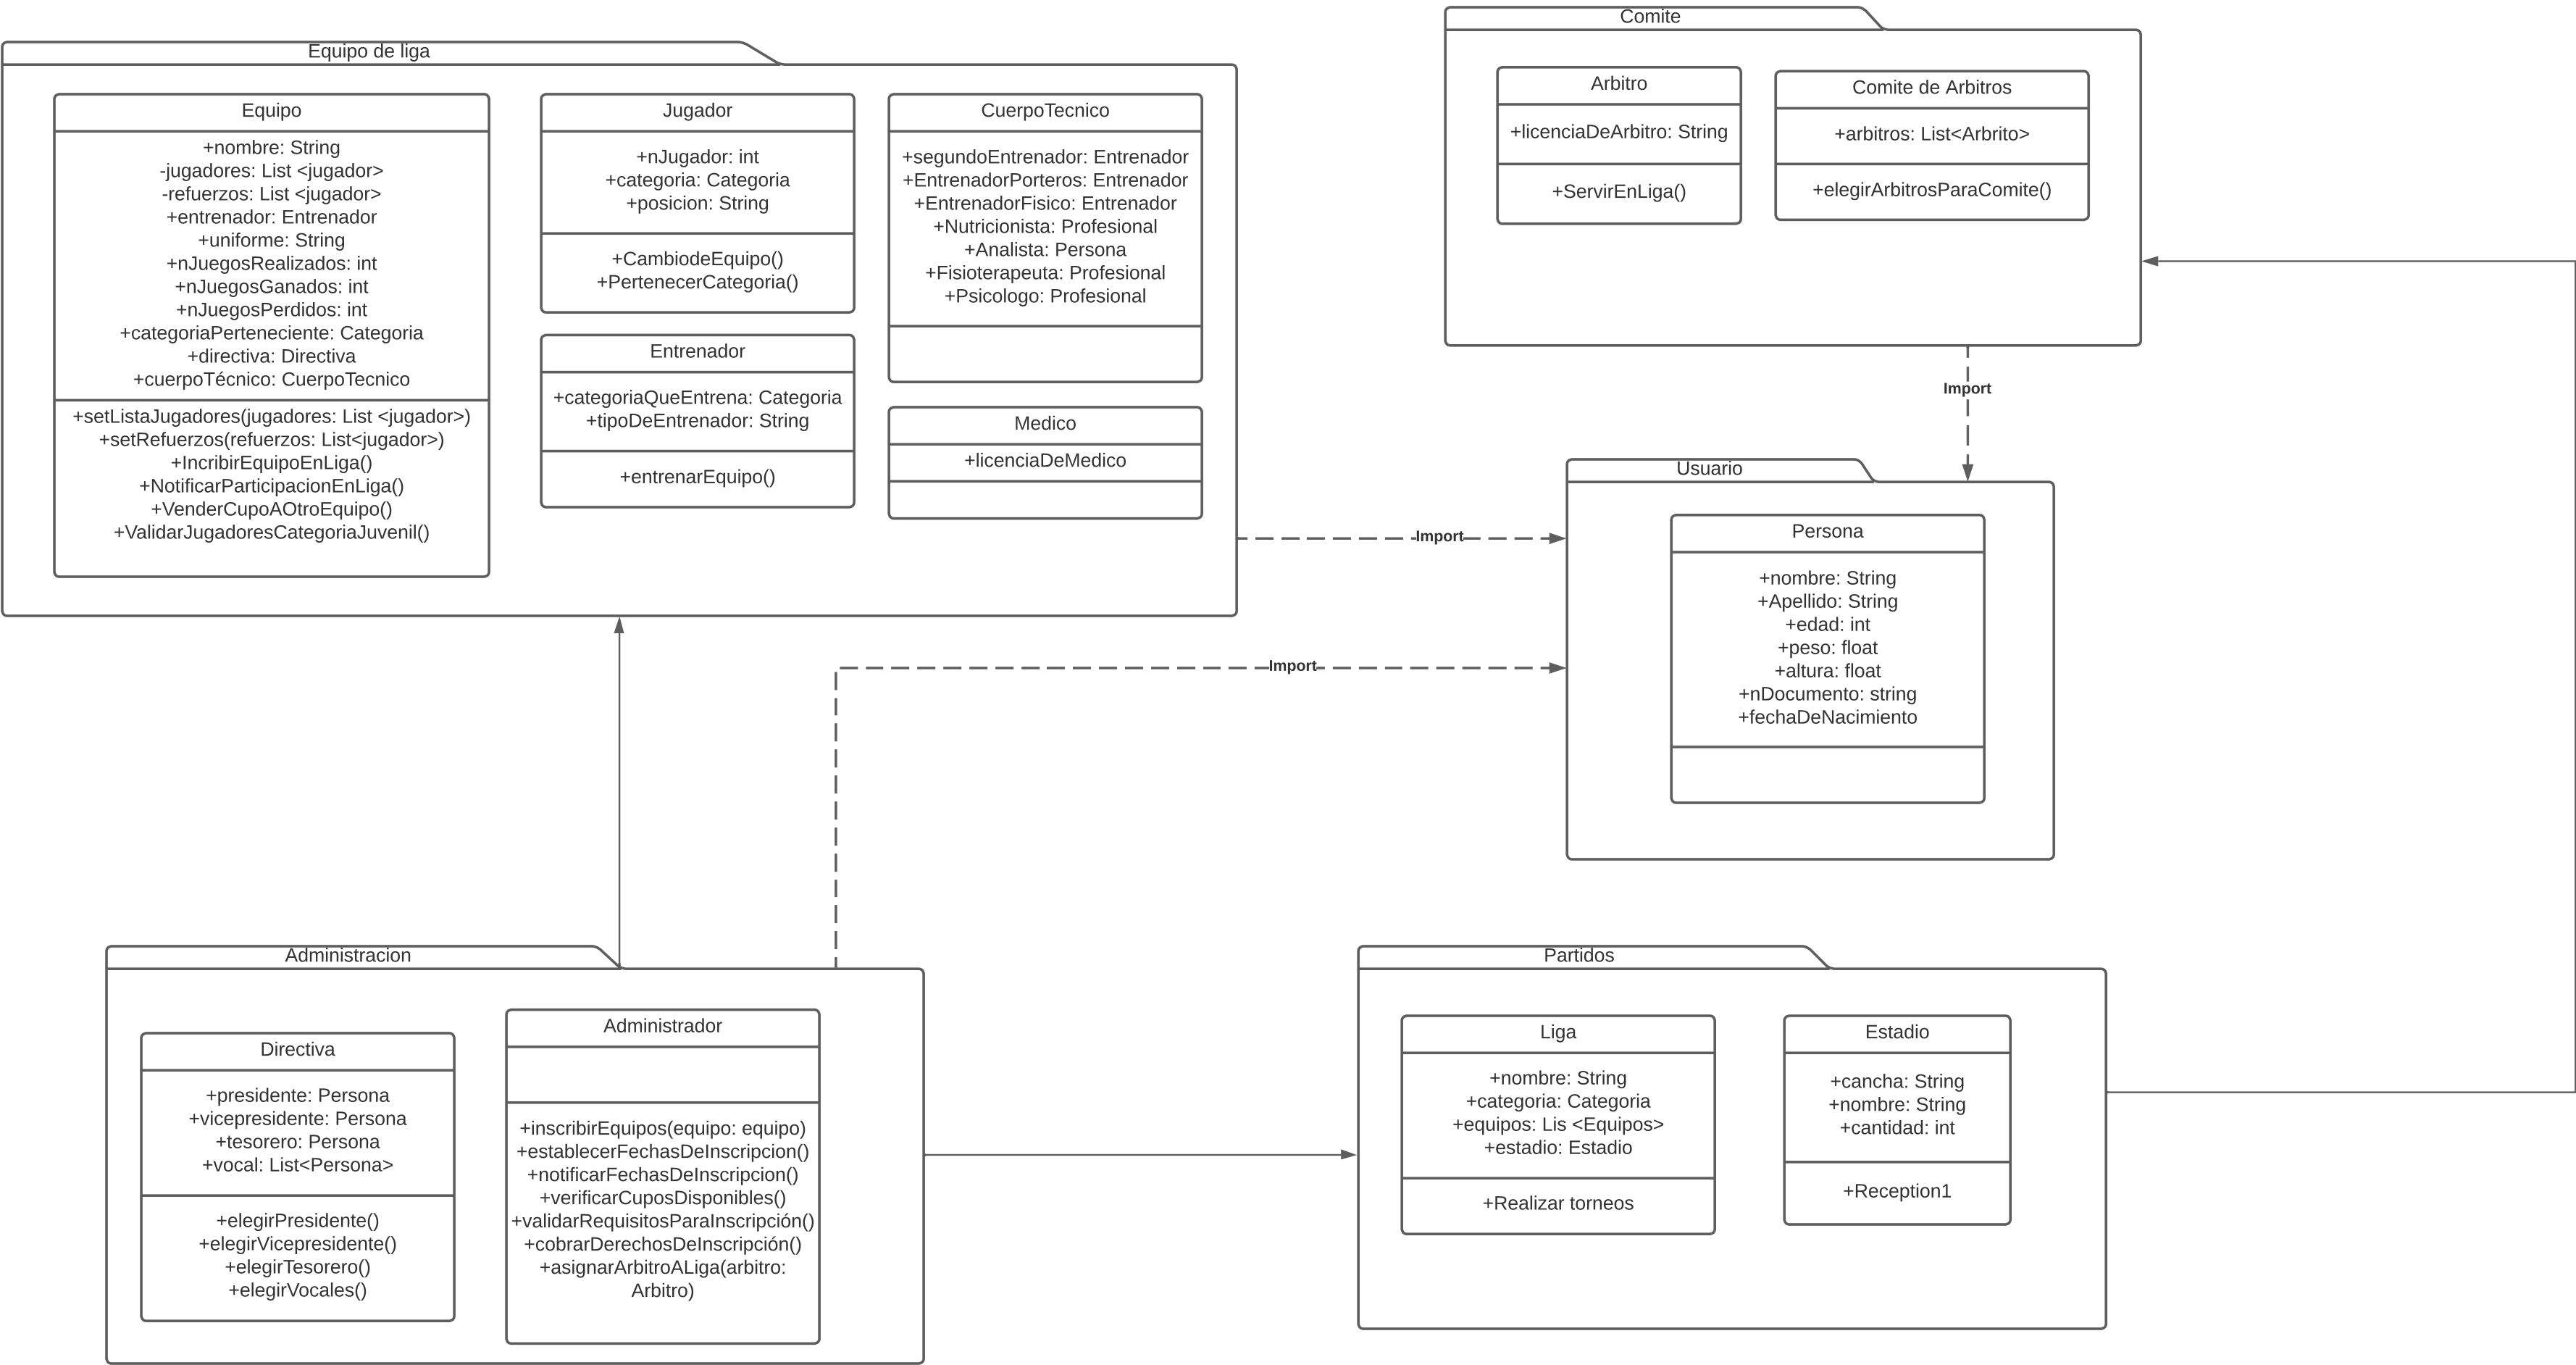 Equipo de liga
Equipo
+nombre: String
-jugadores: List <jugador>
-refuerzos: List <jugador>
+entrenador: Entrenador
+uniforme: String
+nJuegosRealizados: int
+nJuegosGanados: int
+nJuegosPerdidos: int
+categoriaPerteneciente: Categoria
+directiva: Directiva
+cuerpoTécnico: CuerpoTecnico
+setListaJugadores(jugadores: List <jugador>)
+setRefuerzos(refuerzos: List<jugador>)
+IncribirEquipoEnLiga()
+NotificarParticipacionEnLiga()
+VenderCupoAOtroEquipo()
+ValidarJugadoresCategoriaJuvenil()
Jugador
+nJugador: int
+categoria: Categoria
+posicion: String
+CambiodeEquipo()
+PertenecerCategoria()
Entrenador
+categoriaQueEntrena: Categoria
+tipoDeEntrenador: String
+entrenarEquipo()
CuerpoTecnico
+segundoEntrenador: Entrenador
+EntrenadorPorteros: Entrenador
+EntrenadorFisico: Entrenador
+Nutricionista: Profesional
+Analista: Persona
+Fisioterapeuta: Profesional
+Psicologo: Profesional
Medico
+licenciaDeMedico
Comite
Arbitro
+licenciaDeArbitro: String
+ServirEnLiga()
Comite de Arbitros
+arbitros: List<Arbrito>
+elegirArbitrosParaComite()
Import
Import
Import
Usuario
Persona
+nombre: String
+Apellido: String
+edad: int
+peso: float
+altura: float
+nDocumento: string
+fechaDeNacimiento
Administracion
Directiva
+presidente: Persona
+vicepresidente: Persona
+tesorero: Persona
+vocal: List<Persona>
+elegirPresidente()
+elegirVicepresidente()
+elegirTesorero()
+elegirVocales()
Administrador
+inscribirEquipos(equipo: equipo)
+establecerFechasDeInscripcion()
+notificarFechasDeInscripcion()
+verificarCuposDisponibles()
+validarRequisitosParaInscripción()
+cobrarDerechosDeInscripción()
+asignarArbitroALiga(arbitro:
Arbitro)
Partidos
Liga
+nombre: String
+categoria: Categoria
+equipos: Lis <Equipos>
+estadio: Estadio
+Realizar torneos
Estadio
+cancha: String
+nombre: String
+cantidad: int
+Reception1